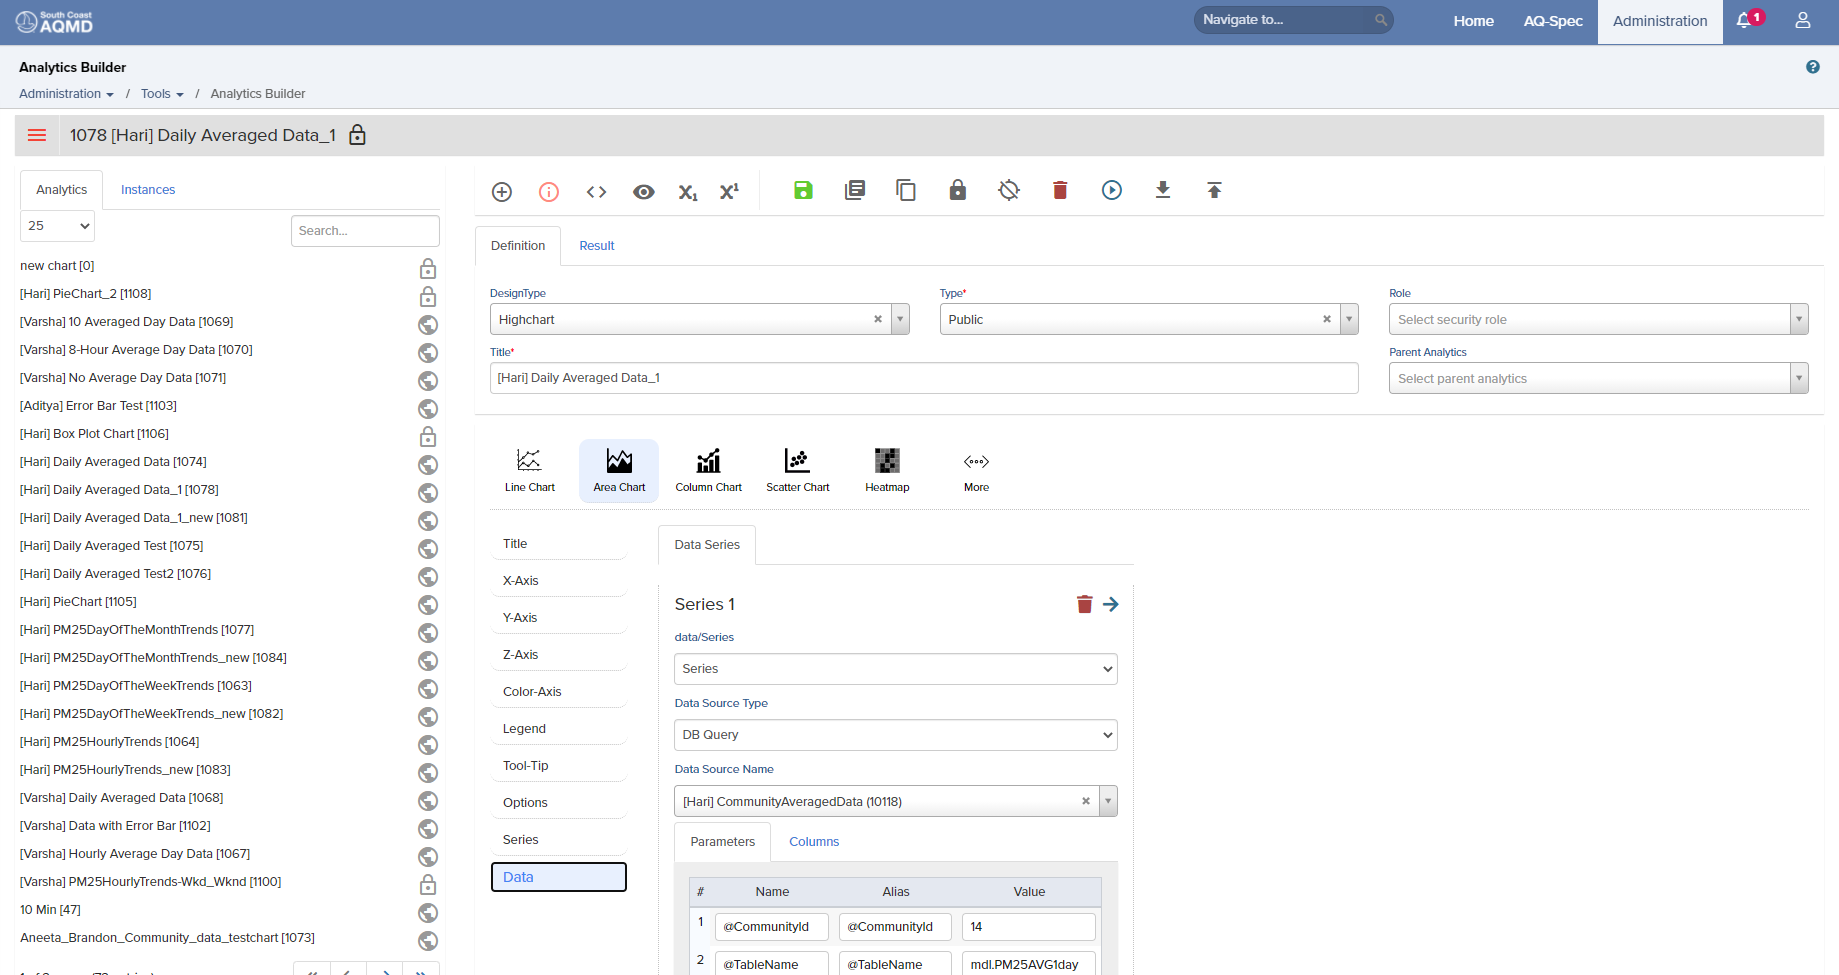 South Coast
AQMD
Navigate to...
Home
AQ-Spec
Administration
1
Analytics Builder
Administration / Tools / Analytics Builder
1078 [Hari] Daily Averaged Data_1
Analytics
Instances
25
Search...
new chart [0]
[Hari] PieChart_2 [1108]
[Varsha] 10 Averaged Day Data [1069]
[Varsha] 8-Hour Average Day Data [1070]
[Varsha] No Average Day Data [1071]
[Aditya] Error Bar Test [1103]
[Hari] Box Plot Chart [1106]
[Hari] Daily Averaged Data [1074]
[Hari] Daily Averaged Data_1 [1078]
[Hari] Daily Averaged Data_1_new [1081]
[Hari] Daily Averaged Test [1075]
[Hari] Daily Averaged Test2 [1076]
[Hari] PieChart [1105]
[Hari] PM25DayOfTheMonthTrends [1077]
[Hari] PM25DayOfTheMonthTrends_new [1084]
[Hari] PM25DayOfTheWeekTrends [1063]
[Hari] PM25DayOfTheWeekTrends_new [1082]
[Hari] PM25HourlyTrends [1064]
[Hari] PM25HourlyTrends_new [1083]
[Varsha] Daily Averaged Data [1068]
[Varsha] Data with Error Bar [1102]
[Varsha] Hourly Average Day Data [1067]
[Varsha] PM25HourlyTrends-Wkd_Wknd [1100]
10 Min [47]
Aneeta_Brandon_Community_data_testchart [1073]
X1
X1
Definition
Result
DesignType
Highchart
Type*
Public
Role
Select security role
Title*
[Hari] Daily Averaged Data_1
Parent Analytics
Select parent analytics
Line Chart
Area Chart
Column Chart
Scatter Chart
Heatmap
More
Title
X-Axis
Y-Axis
Z-Axis
Color-Axis
Legend
Tool-Tip
Options
Series
Data
Data Series
Series 1
data/Series
Series
Data Source Type
DB Query
Data Source Name
[Hari] CommunityAveragedData (10118)
Parameters
Columns
# Name Alias Value
1 @CommunityId @CommunityId 14
2 @TableName @TableName mdl.PM25AVG1day